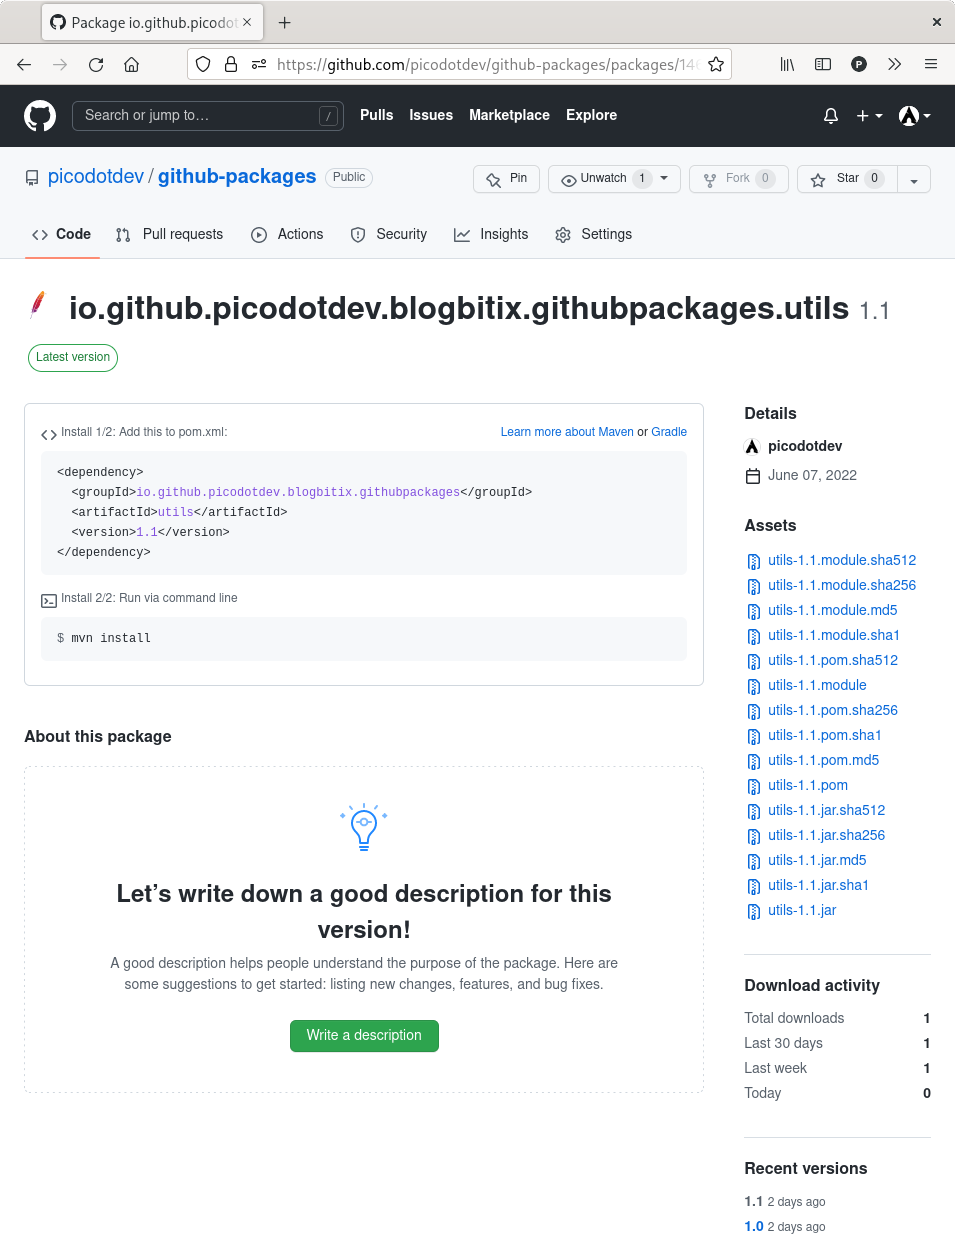 Package io.github.picodot
https://github.com/picodotdev/github-packages/packages/14
P
Search or jump to…
/
Pulls Issues Marketplace Explore
picodotdev / github-packages Public
Pin Unwatch 1 Fork 0 Star 0
Code Pull requests Actions Security Insights Settings
io.github.picodotdev.blogbitix.githubpackages.utils 1.1
Latest version
Install 1/2: Add this to pom.xml:
Learn more about Maven or Gradle
<dependency>
<groupId>io.github.picodotdev.blogbitix.githubpackages</groupId>
<artifactId>utils</artifactId>
<version>1.1</version>
</dependency>
Install 2/2: Run via command line
$ mvn install
About this package
Let’s write down a good description for this
version!
A good description helps people understand the purpose of the package. Here are
some suggestions to get started: listing new changes, features, and bug fixes.
Write a description
Details
picodotdev
June 07, 2022
Assets
utils-1.1.module.sha512
utils-1.1.module.sha256
utils-1.1.module.md5
utils-1.1.module.sha1
utils-1.1.pom.sha512
utils-1.1.module
utils-1.1.pom.sha256
utils-1.1.pom.sha1
utils-1.1.pom.md5
utils-1.1.pom
utils-1.1.jar.sha512
utils-1.1.jar.sha256
utils-1.1.jar.md5
utils-1.1.jar.sha1
utils-1.1.jar
Download activity
Total downloads 1
Last 30 days 1
Last week 1
Today 0
Recent versions
1.1 2 days ago
1.0 2 days ago